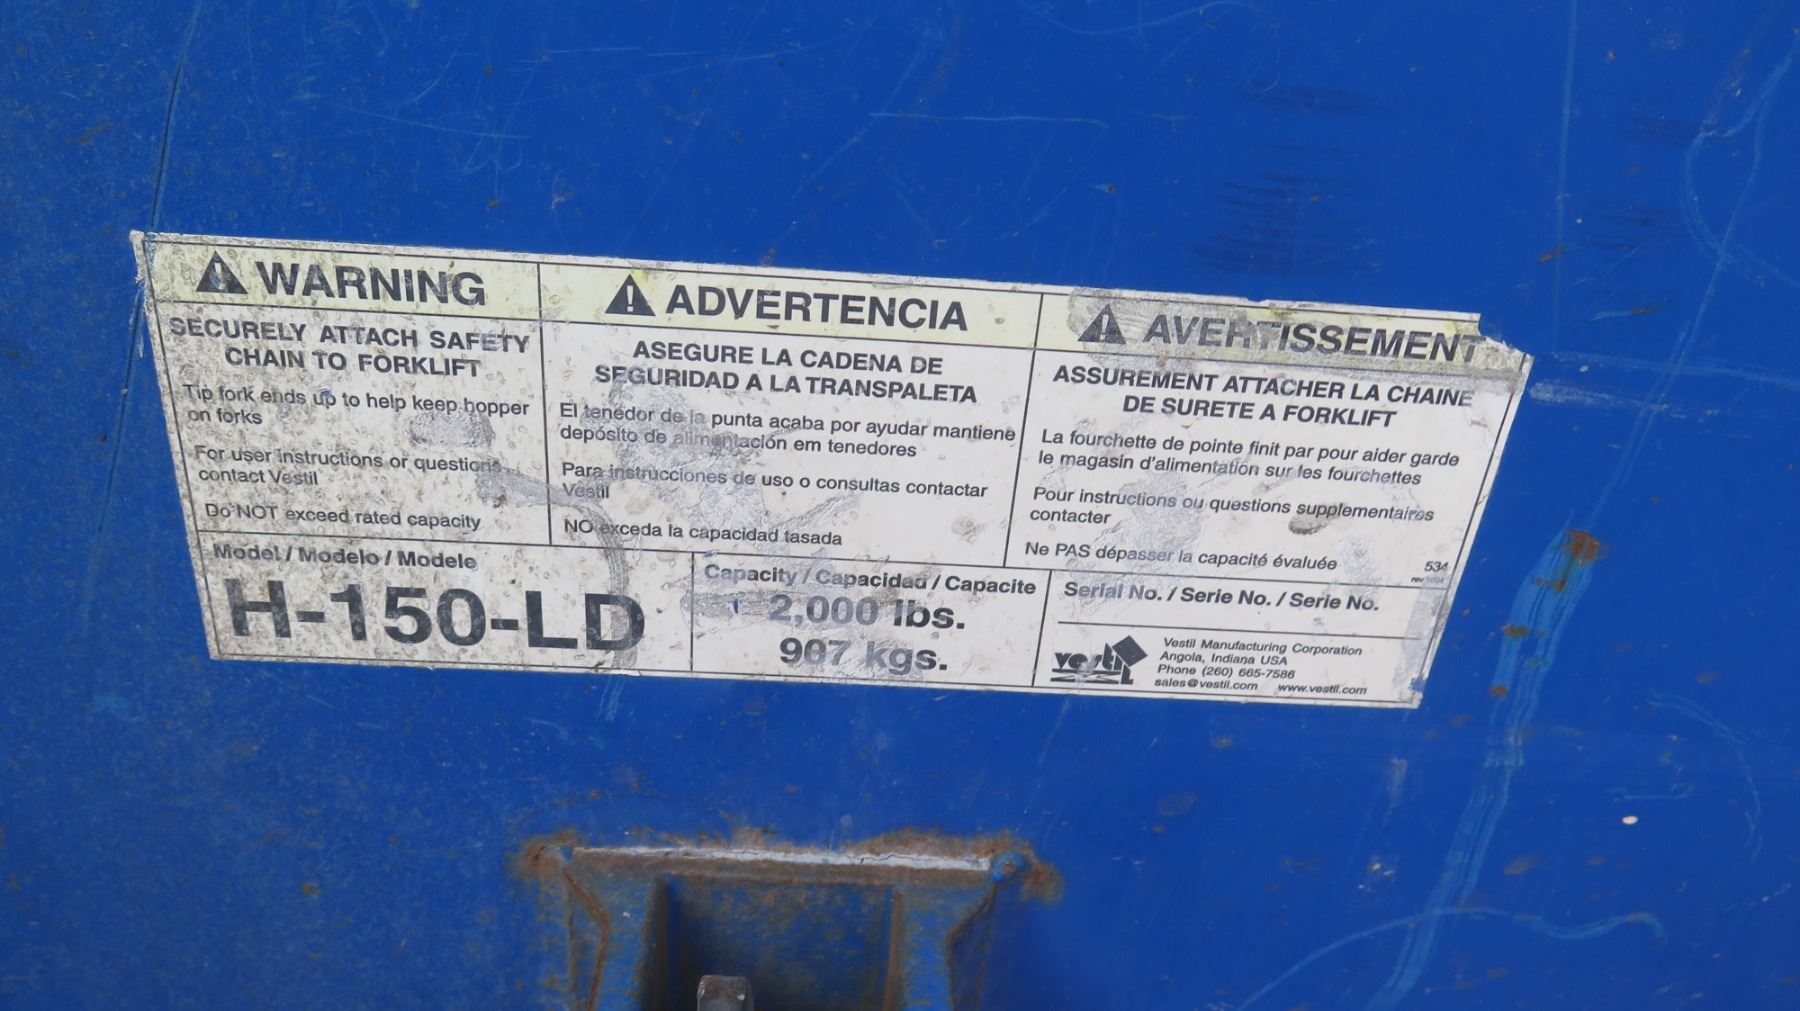 WARNING
SECURELY ATTACH SAFETY
CHAIN TO FORKLIFT
Tip fork ends up to help keep hopper
on forks
For user instructions or questions
contact Vestil
Do NOT exceed rated capacity
ADVERTENCIA
ASEGURE LA CADENA DE
SEGURIDAD A LA TRANSPALETA
El tenedor de la punta acaba por ayudar mantiene
depósito de alimentación em tenedores
Para instrucciones de uso o consultas contactar
Vestil
NO exceda la capacidad tasada
AVERTISSEMENT
ASSUREMENT ATTACHER LA CHAINE
DE SURETE A FORKLIFT
La fourchette de pointe finit par pour aider garde
le magasin d'alimentation sur les fourchettes
Pour instructions ou questions supplementaires
contacter
Ne PAS dépasser la capacité évaluée
534
rev
Model / Modelo / Modele
H-150-LD
Capacity / Capacidad / Capacite
2,000 lbs.
907 kgs.
Serial No. / Serie No. / Serie No.
vestil
Vestil Manufacturing Corporation
Angola, Indiana USA
Phone (260) 665-7586
sales@vestil.com www.vestil.com